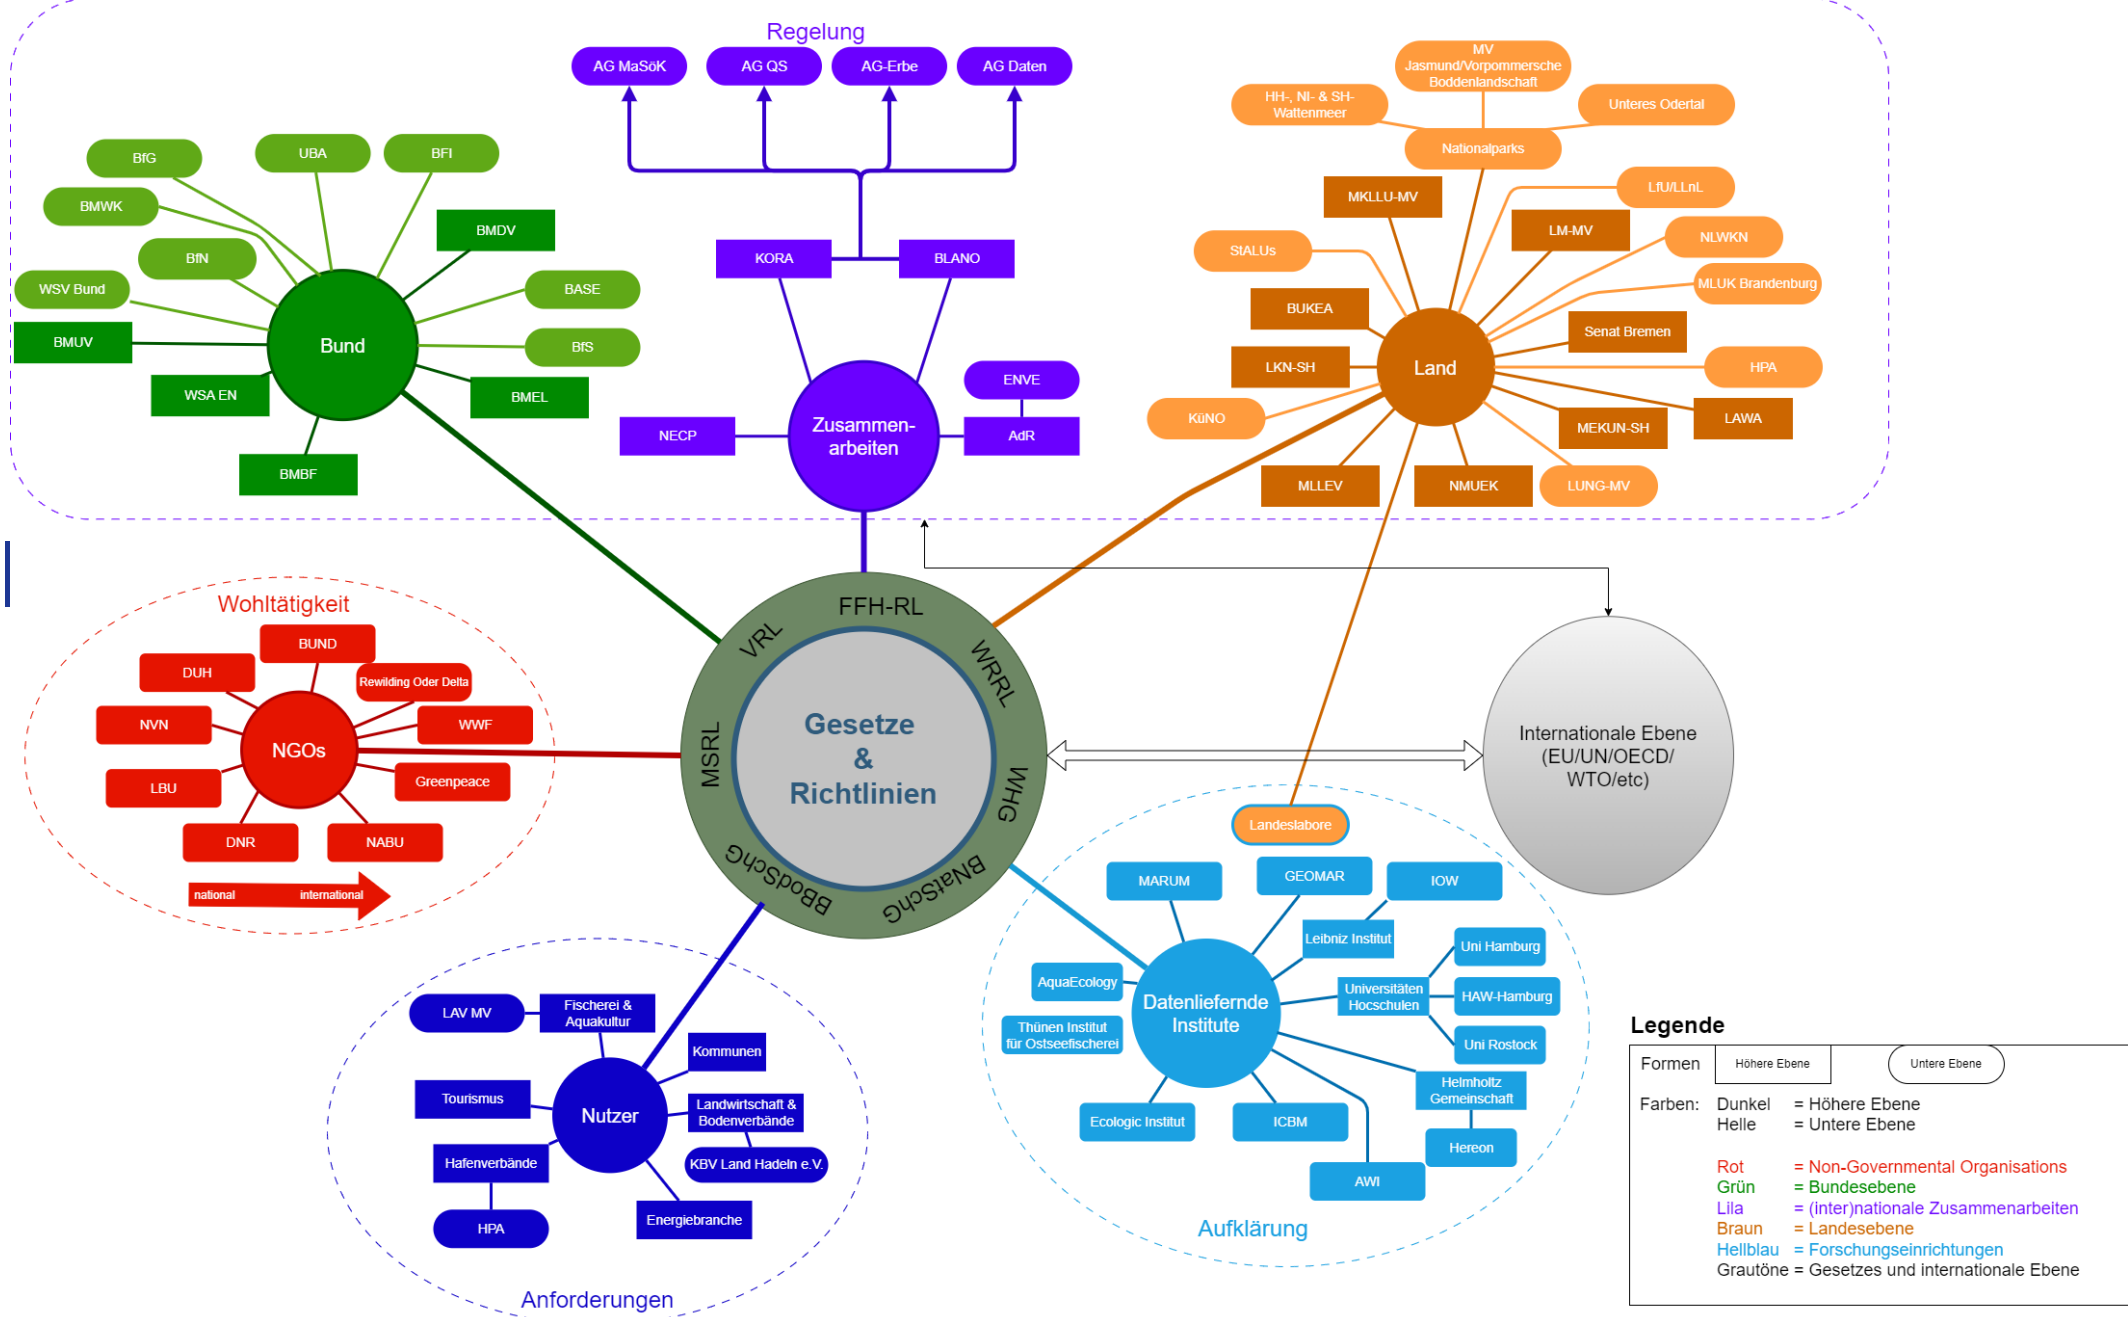 Regelung
AG MaSöK
AG QS
AG-Erbe
AG Daten
KORA
BLANO
NECP
Zusammen-
arbeiten
ENVE
AdR
BfG
UBA
BFI
BMWK
BfN
BMDV
WSV Bund
BASE
BMUV
Bund
BfS
WSA EN
BMEL
BMBF
MV
Jasmund/Vorpommersche
Boddenlandschaft
HH-, NI- & SH-
Wattenmeer
Unteres Odertal
Nationalparks
MKLLU-MV
LfU/LLnL
LM-MV
NLWKN
StALUs
MLUK Brandenburg
BUKEA
Senat Bremen
LKN-SH
Land
HPA
KüNO
MEKUN-SH
LAWA
MLLEV
NMUEK
LUNG-MV
Wohltätigkeit
BUND
DUH
Rewilding Oder Delta
NVN
WWF
NGOs
LBU
Greenpeace
DNR
NABU
national
international
FFH-RL
VRL
WRRL
MSRL
WHG
BBodSchG
BNatSchG
Gesetze
&
Richtlinien
Internationale Ebene
(EU/UN/OECD/
WTO/etc)
Landeslabore
MARUM
GEOMAR
IOW
Leibniz Institut
Uni Hamburg
AquaEcology
Datenliefernde
Institute
Universitäten
Hochschulen
HAW-Hamburg
Thünen Institut
für Ostseefischerei
Uni Rostock
Helmholtz
Gemeinschaft
Ecologic Institut
ICBM
Hereon
AWI
Aufklärung
LAV MV
Fischerei &
Aquakultur
Kommunen
Tourismus
Nutzer
Landwirtschaft &
Bodenverbände
Hafenverbände
KBV Land Hadeln e.V.
HPA
Energiebranche
Anforderungen
Legende
Formen
Höhere Ebene
Untere Ebene
Farben:
Dunkel = Höhere Ebene
Helle = Untere Ebene
Rot = Non-Governmental Organisations
Grün = Bundesebene
Lila = (inter)nationale Zusammenarbeiten
Braun = Landesebene
Hellblau = Forschungseinrichtungen
Grautöne = Gesetzes und internationale Ebene